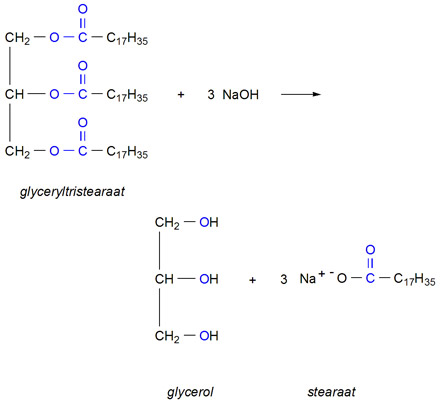 O
CH2 – O – C – C17H35
O
CH – O – C – C17H35 + 3 NaOH
O
CH2 – O – C – C17H35
glyceryltristearaat
CH2 – OH
O
CH – OH + 3 Na+ -O – C – C17H35
CH2 – OH
glycerol stearaat